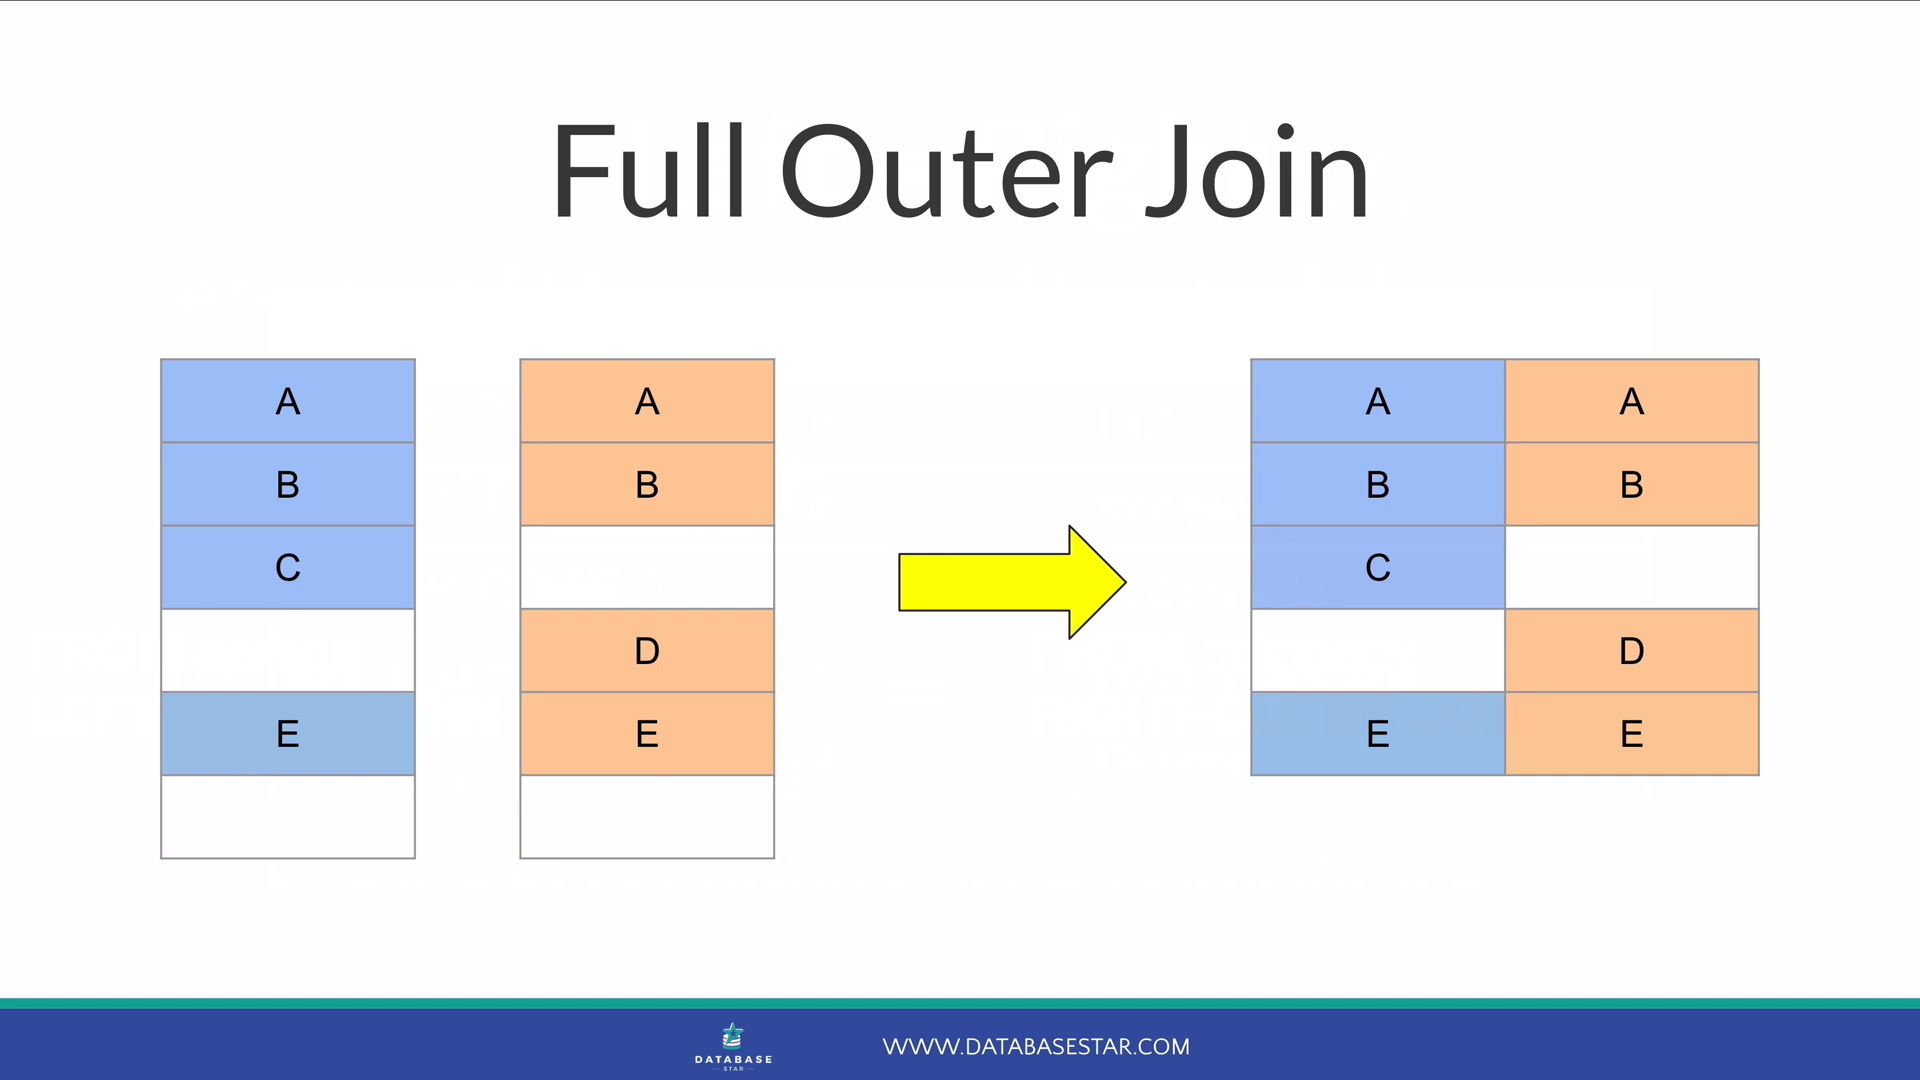 Full Outer Join
A A A A
B B B B
C C
D D
E E E E
DATABASE
STAR
WWW.DATABASESTAR.COM